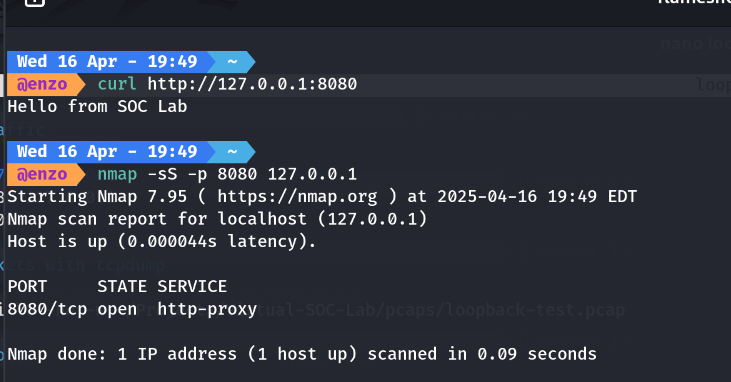 Wed 16 Apr - 19:49 ~
@enzo curl http://127.0.0.1:8080
Hello from SOC Lab
Wed 16 Apr - 19:49 ~
@enzo nmap -sS -p 8080 127.0.0.1
Starting Nmap 7.95 ( https://nmap.org ) at 2025-04-16 19:49 EDT
Nmap scan report for localhost (127.0.0.1)
Host is up (0.000044s latency).
PORT STATE SERVICE
8080/tcp open http-proxy
Nmap done: 1 IP address (1 host up) scanned in 0.09 seconds